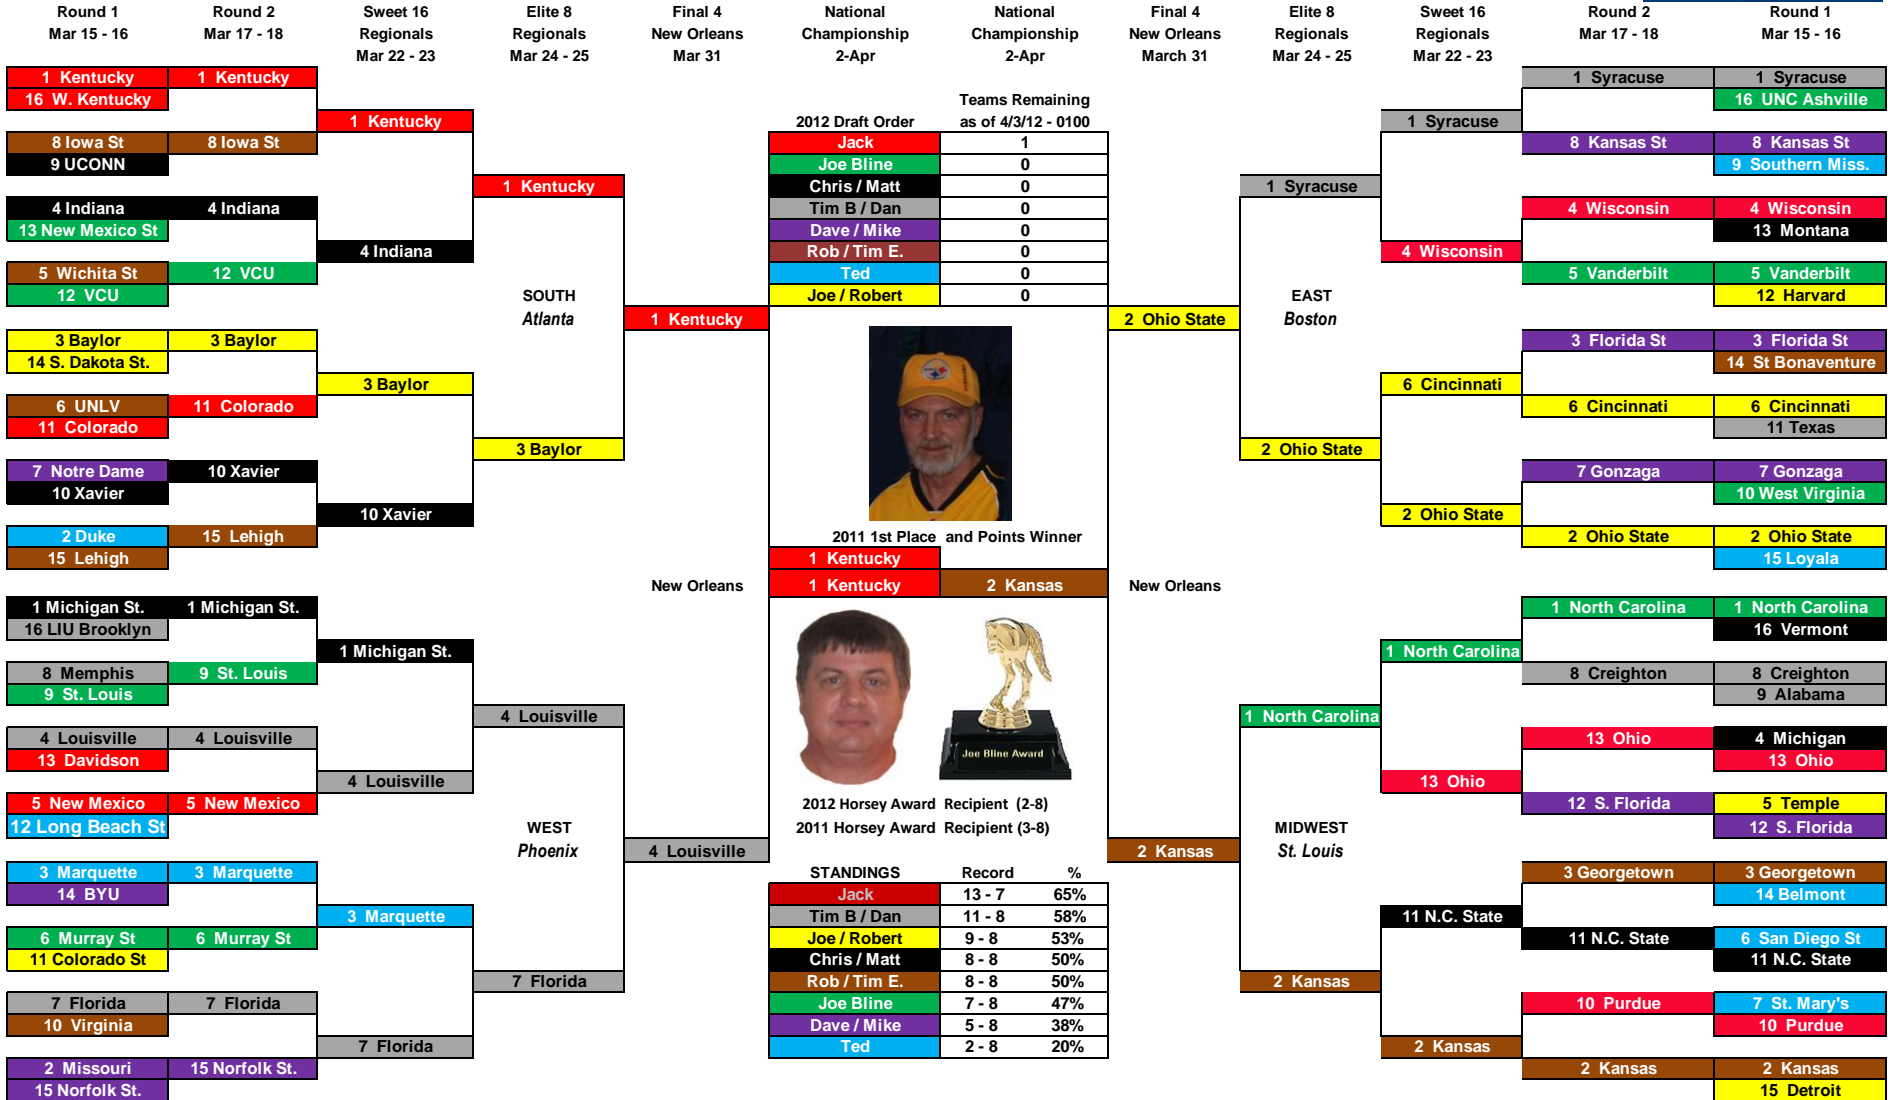 Round 1 Round 2 Sweet 16 Elite 8 Final 4 National National Final 4 Elite 8 Sweet 16 Round 2 Round 1
Mar 15 - 16 Mar 17 - 18 Regionals Regionals New Orleans Championship Championship New Orleans Regionals Regionals Mar 17 - 18 Mar 15 - 16
Mar 22 - 23 Mar 24 - 25 Mar 31 2-Apr 2-Apr March 31 Mar 24 - 25 Mar 22 - 23
1 Kentucky 1 Kentucky 1 Syracuse 1 Syracuse
16 W. Kentucky Teams Remaining 16 UNC Ashville
1 Kentucky 2012 Draft Order as of 4/3/12 - 0100 1 Syracuse
8 Iowa St 8 Iowa St Jack 1 8 Kansas St 8 Kansas St
9 UCONN Joe Bline 0 9 Southern Miss.
1 Kentucky Chris / Matt 0 1 Syracuse
4 Indiana 4 Indiana Tim B / Dan 0 4 Wisconsin 4 Wisconsin
13 New Mexico St Dave / Mike 0 13 Montana
4 Indiana Rob / Tim E. 0 4 Wisconsin
5 Wichita St 12 VCU Ted 0 5 Vanderbilt 5 Vanderbilt
12 VCU SOUTH Joe / Robert 0 EAST 12 Harvard
Atlanta 1 Kentucky 2 Ohio State Boston
3 Baylor 3 Baylor 3 Florida St 3 Florida St
14 S. Dakota St. 14 St Bonaventure
3 Baylor 6 Cincinnati
6 UNLV 11 Colorado 6 Cincinnati 6 Cincinnati
11 Colorado 11 Texas
3 Baylor 2 Ohio State
7 Notre Dame 10 Xavier 7 Gonzaga 7 Gonzaga
10 Xavier 10 West Virginia
10 Xavier 2 Ohio State
2 Duke 15 Lehigh 2011 1st Place and Points Winner 2 Ohio State 2 Ohio State
15 Lehigh 1 Kentucky 15 Loyala
New Orleans 1 Kentucky 2 Kansas New Orleans
1 Michigan St. 1 Michigan St. 1 North Carolina 1 North Carolina
16 LIU Brooklyn 16 Vermont
1 Michigan St. 1 North Carolina
8 Memphis 9 St. Louis 8 Creighton 8 Creighton
9 St. Louis 9 Alabama
4 Louisville 1 North Carolina
4 Louisville 4 Louisville 13 Ohio 4 Michigan
13 Davidson Joe Bline Award 13 Ohio
4 Louisville 13 Ohio
5 New Mexico 5 New Mexico 2012 Horsey Award Recipient (2-8) 12 S. Florida 5 Temple
12 Long Beach St WEST 2011 Horsey Award Recipient (3-8) MIDWEST 12 S. Florida
Phoenix 4 Louisville 2 Kansas St. Louis
3 Marquette 3 Marquette STANDINGS Record % 3 Georgetown 3 Georgetown
14 BYU Jack 13 - 7 65% 14 Belmont
3 Marquette Tim B / Dan 11 - 8 58% 11 N.C. State
6 Murray St 6 Murray St Joe / Robert 9 - 8 53% 11 N.C. State 6 San Diego St
11 Colorado St Chris / Matt 8 - 8 50% 11 N.C. State
7 Florida Rob / Tim E. 8 - 8 50% 2 Kansas
7 Florida 7 Florida Joe Bline 7 - 8 47% 10 Purdue 7 St. Mary's
10 Virginia Dave / Mike 5 - 8 38% 10 Purdue
7 Florida Ted 2 - 8 20% 2 Kansas
2 Missouri 15 Norfolk St. 2 Kansas 2 Kansas
15 Norfolk St. 15 Detroit